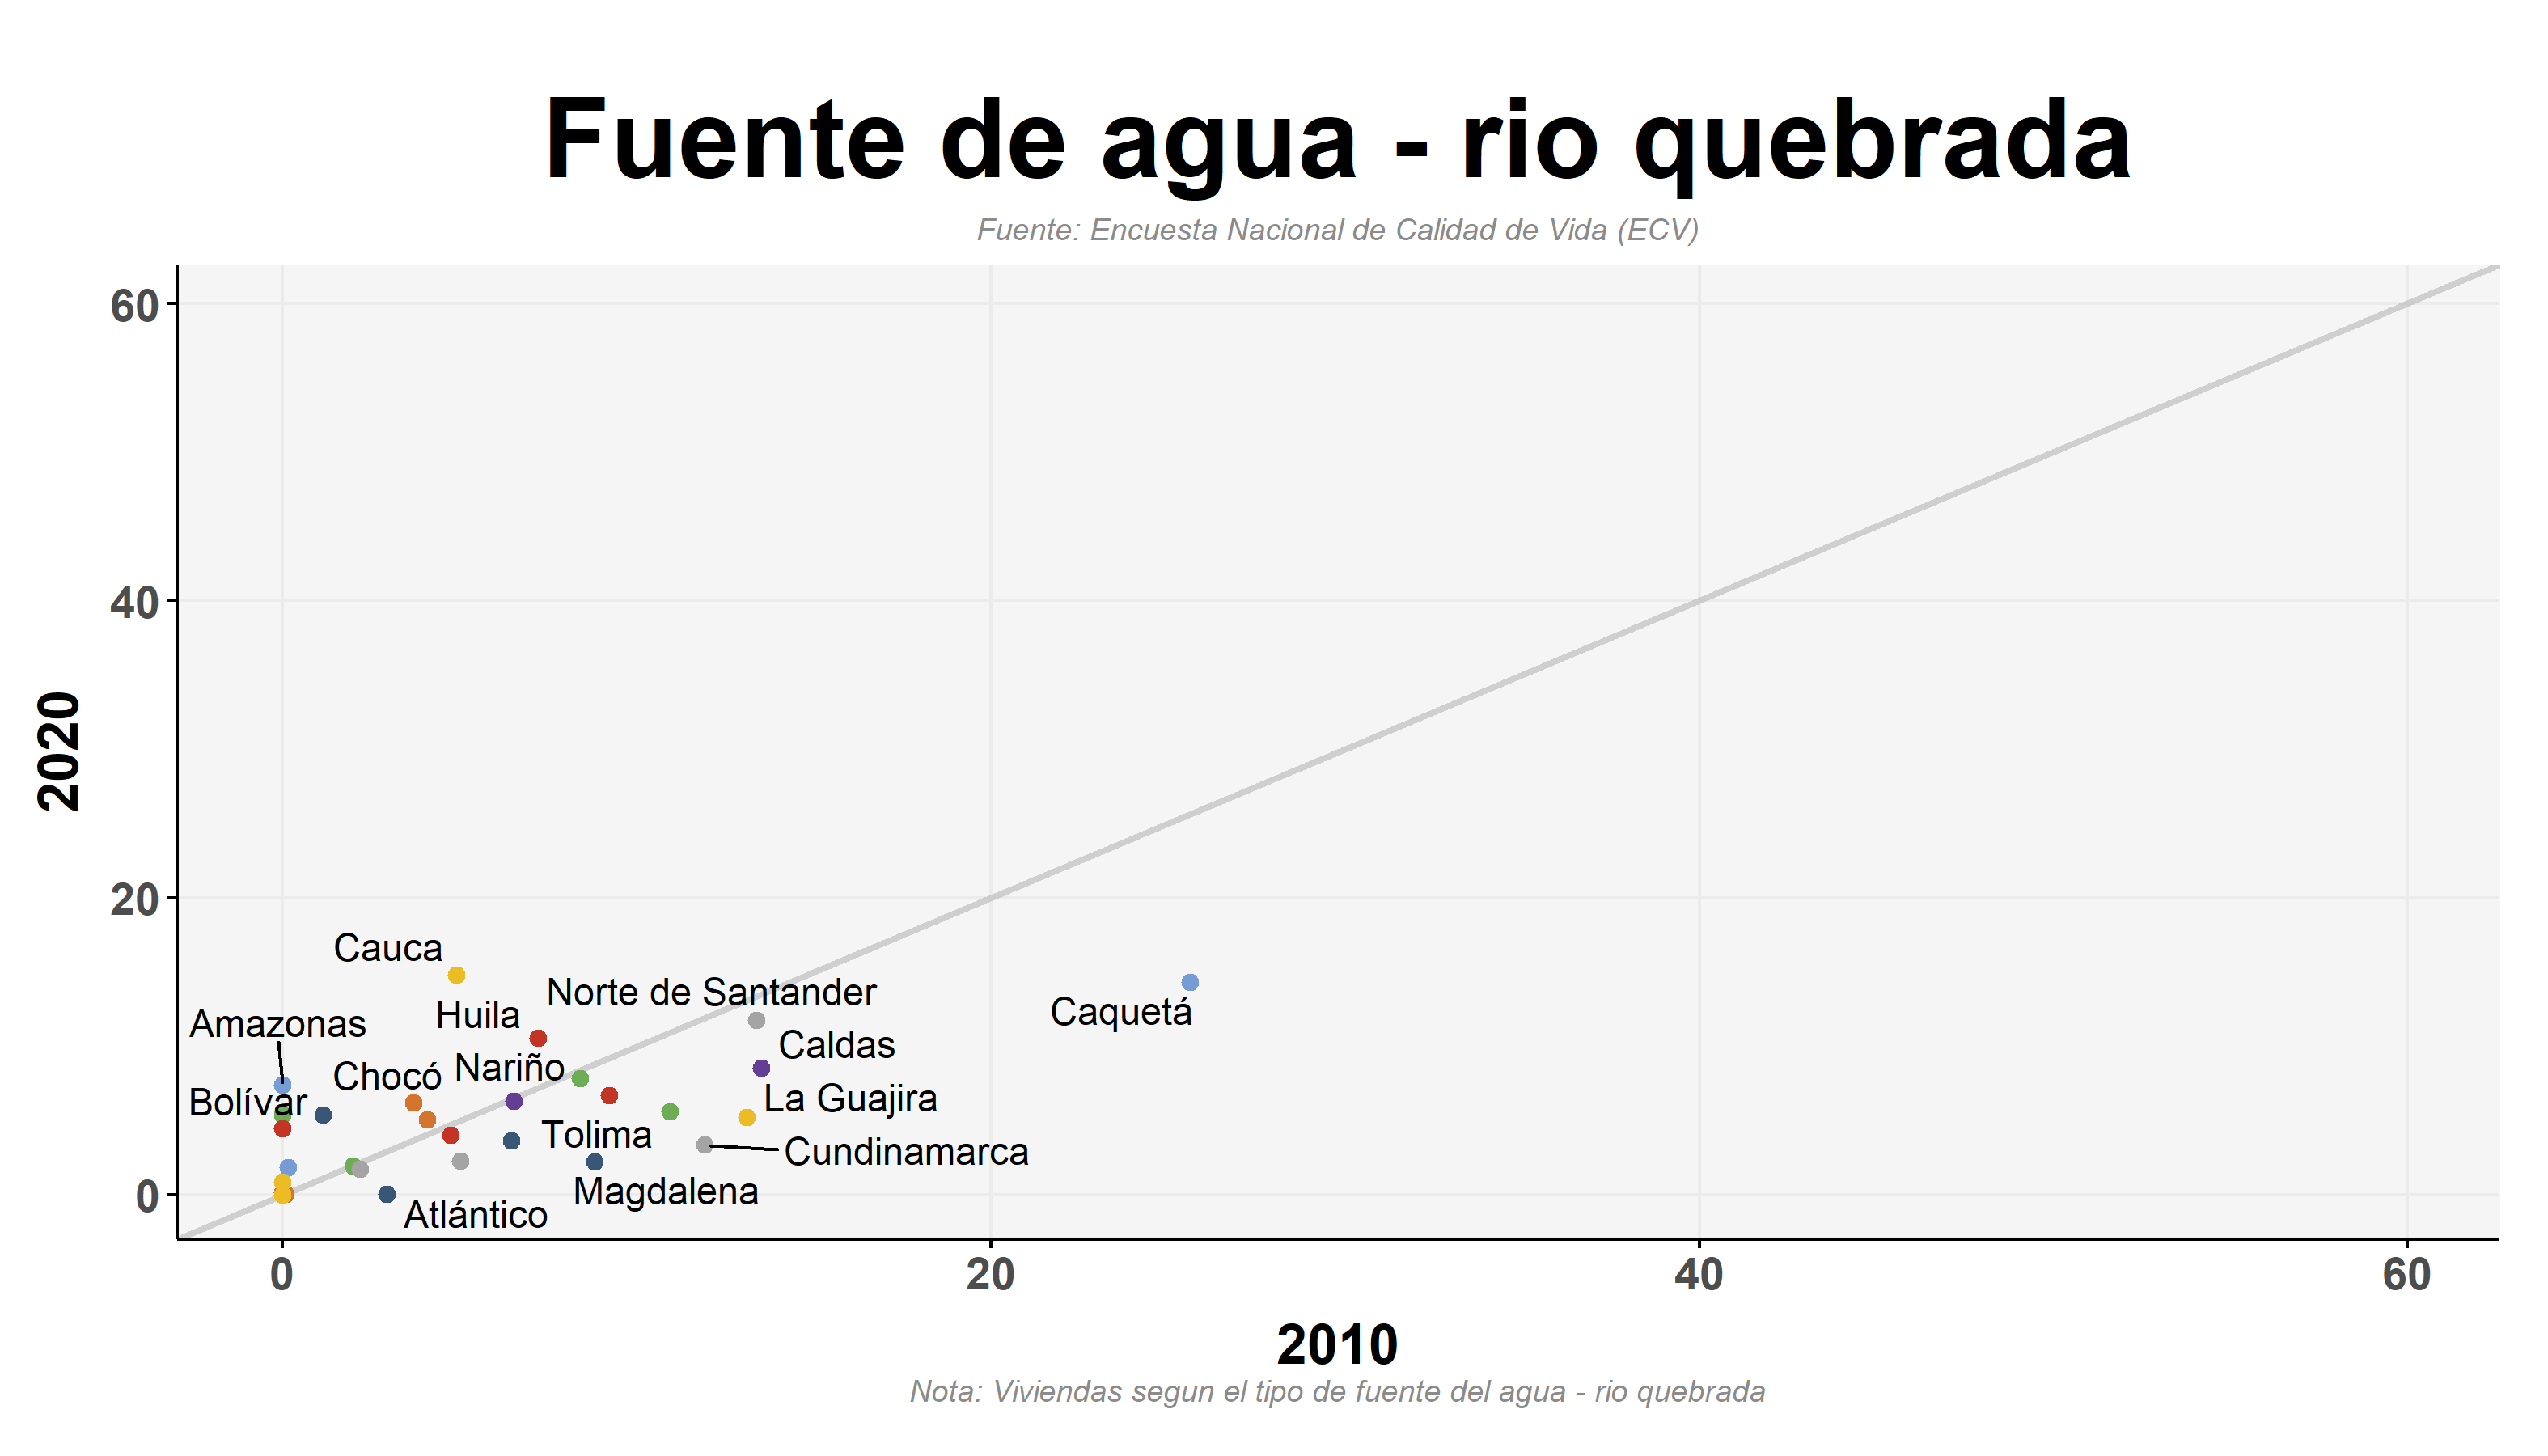 Fuente de agua - rio quebrada
Fuente: Encuesta Nacional de Calidad de Vida (ECV)
60
40
20
0
2020
Cauca
Norte de Santander
Caquetá
Huila
Amazonas
Caldas
Nariño
Chocó
La Guajira
Bolívar
Tolima
Cundinamarca
Magdalena
Atlántico
0
20
40
60
2010
Nota: Viviendas segun el tipo de fuente del agua - rio quebrada